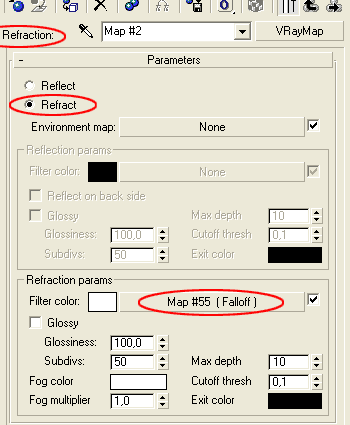 Refraction: Map #2 VRayMap
- Parameters
Reflect
Refract
Environment map: None
Reflection params
Filter color: None
Reflect on back side
Glossy Max depth 10
Glossiness: 100,0 Cutoff thresh 0,1
Subdivs: 50 Exit color
Refraction params
Filter color: Map #55 ( Falloff )
Glossy
Glossiness: 100,0
Subdivs: 50 Max depth 10
Fog color Cutoff thresh 0,1
Fog multiplier 1,0 Exit color